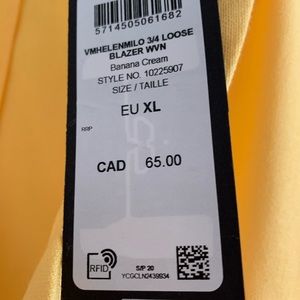 5714505061682
VMHELENMILO 3/4 LOOSE
BLAZER WVN
Banana Cream
STYLE NO. 10225907
SIZE / TAILLE
EU XL
RRP
CAD 65.00
RFID
S/P 20
YCGCLN2439934